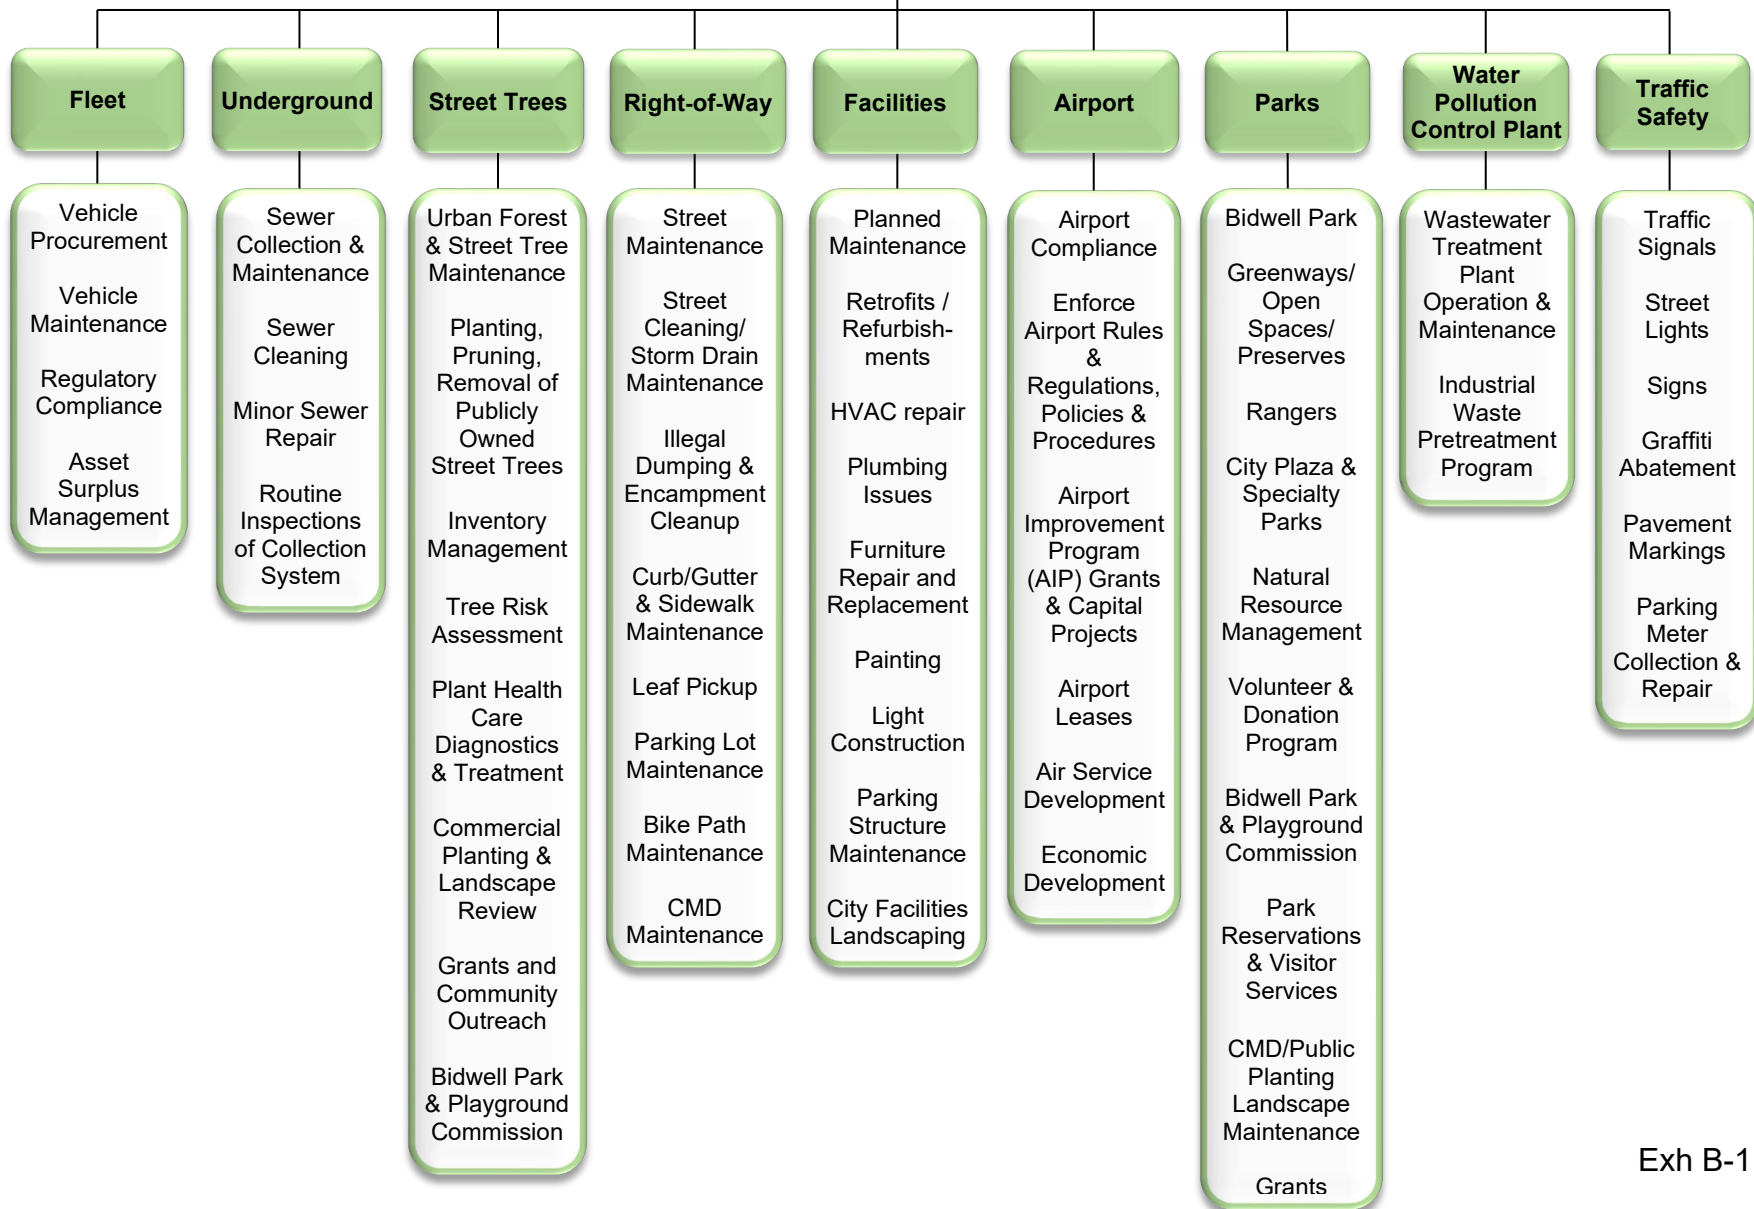 Fleet
Vehicle
Procurement
Vehicle
Maintenance
Regulatory
Compliance
Asset
Surplus
Management
Underground
Sewer
Collection &
Maintenance
Sewer
Cleaning
Minor Sewer
Repair
Routine
Inspections
of Collection
System
Street Trees
Urban Forest
& Street Tree
Maintenance
Planting,
Pruning,
Removal of
Publicly
Owned
Street Trees
Inventory
Management
Tree Risk
Assessment
Plant Health
Care
Diagnostics
& Treatment
Commercial
Planting &
Landscape
Review
Grants and
Community
Outreach
Bidwell Park
& Playground
Commission
Right-of-Way
Street
Maintenance
Street
Cleaning/
Storm Drain
Maintenance
Illegal
Dumping &
Encampment
Cleanup
Curb/Gutter
& Sidewalk
Maintenance
Leaf Pickup
Parking Lot
Maintenance
Bike Path
Maintenance
CMD
Maintenance
Facilities
Planned
Maintenance
Retrofits /
Refurbish-
ments
HVAC repair
Plumbing
Issues
Furniture
Repair and
Replacement
Painting
Light
Construction
Parking
Structure
Maintenance
City Facilities
Landscaping
Airport
Airport
Compliance
Enforce
Airport Rules
&
Regulations,
Policies &
Procedures
Airport
Improvement
Program
(AIP) Grants
& Capital
Projects
Airport
Leases
Air Service
Development
Economic
Development
Parks
Bidwell Park
Greenways/
Open
Spaces/
Preserves
Rangers
City Plaza &
Specialty
Parks
Natural
Resource
Management
Volunteer &
Donation
Program
Bidwell Park
& Playground
Commission
Park
Reservations
& Visitor
Services
CMD/Public
Planting
Landscape
Maintenance
Grants
Water
Pollution
Control Plant
Wastewater
Treatment
Plant
Operation &
Maintenance
Industrial
Waste
Pretreatment
Program
Traffic
Safety
Traffic
Signals
Street
Lights
Signs
Graffiti
Abatement
Pavement
Markings
Parking
Meter
Collection &
Repair
Exh B-1